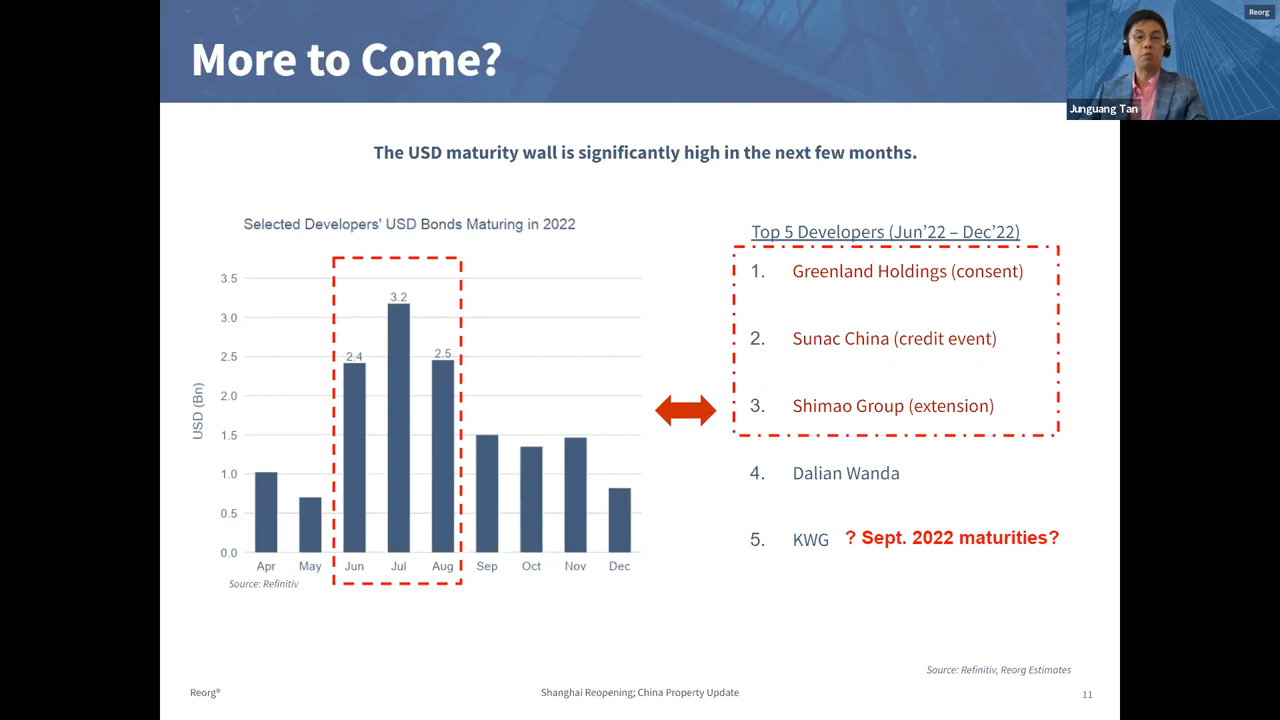 More to Come?
Reorg
Junguang Tan
The USD maturity wall is significantly high in the next few months.
Selected Developers' USD Bonds Maturing in 2022
USD (Bn)
3.5
3.0
2.5
2.0
1.5
1.0
0.5
0.0
2.4
3.2
2.5
Apr May Jun Jul Aug Sep Oct Nov Dec
Source: Refinitiv
Top 5 Developers (Jun’22 – Dec’22)
1. Greenland Holdings (consent)
2. Sunac China (credit event)
3. Shimao Group (extension)
4. Dalian Wanda
5. KWG ? Sept. 2022 maturities?
Source: Refinitiv, Reorg Estimates
Reorg® Shanghai Reopening; China Property Update 11